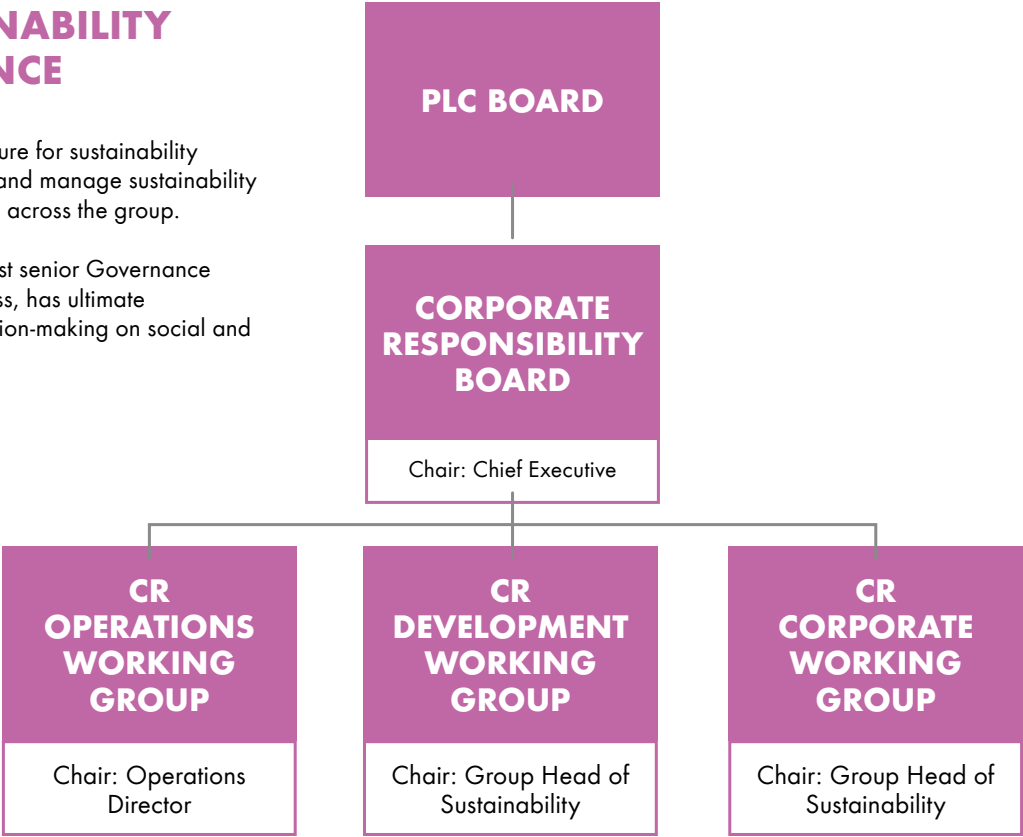 NABILITY
NCE
ure for sustainability
and manage sustainability
across the group.
st senior Governance
ss, has ultimate
ion-making on social and
PLC BOARD
CORPORATE
RESPONSIBILITY
BOARD
Chair: Chief Executive
CR
OPERATIONS
WORKING
GROUP
Chair: Operations
Director
CR
DEVELOPMENT
WORKING
GROUP
Chair: Group Head of
Sustainability
CR
CORPORATE
WORKING
GROUP
Chair: Group Head of
Sustainability